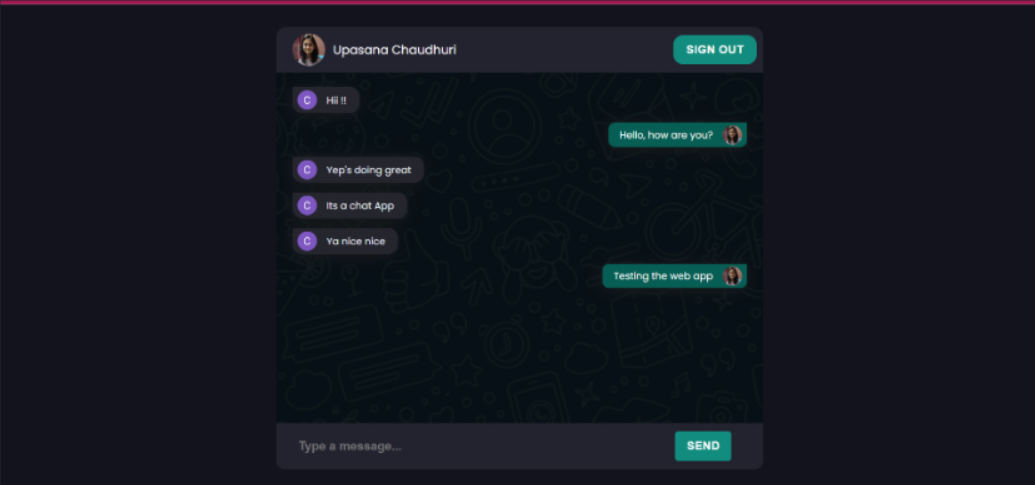 Upasana Chaudhuri
SIGN OUT
C Hii !!
Hello, how are you?
C Yep's doing great
C Its a chat App
C Ya nice nice
Testing the web app
Type a message...
SEND